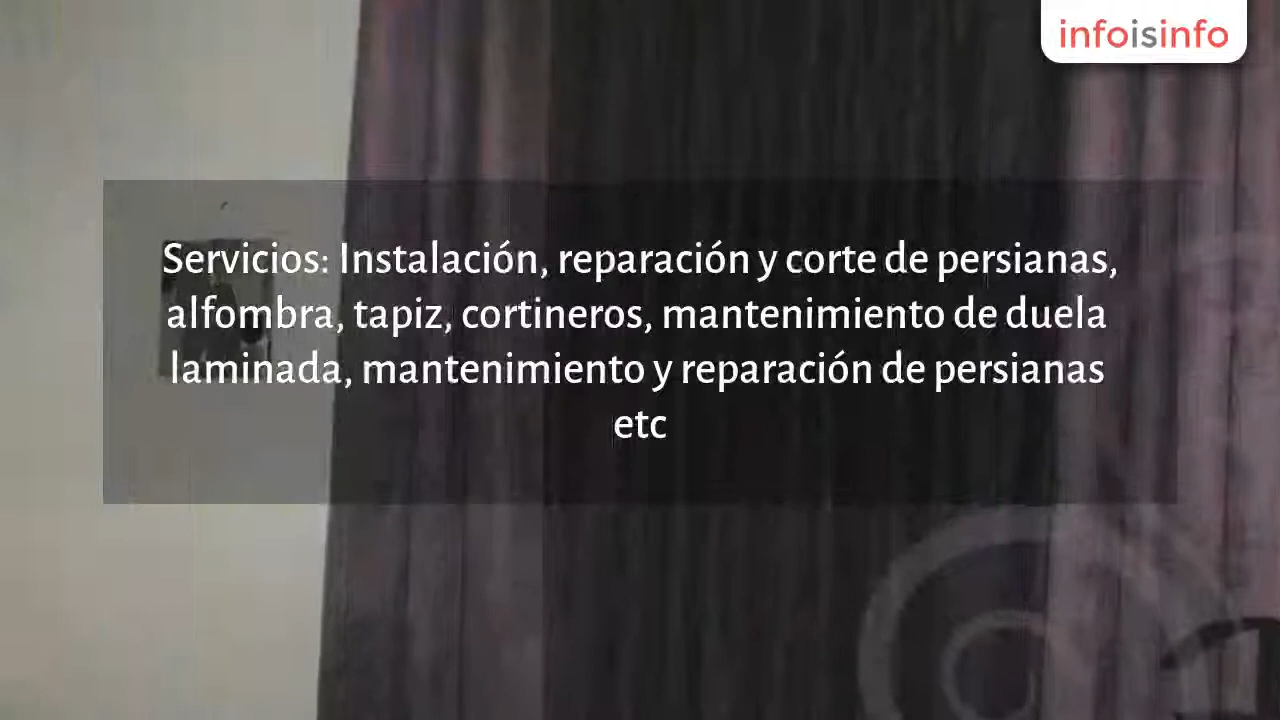 infoisinfo
Servicios: Instalación, reparación y corte de persianas,
alfombra, tapiz, cortineros, mantenimiento de duela
laminada, mantenimiento y reparación de persianas
etc